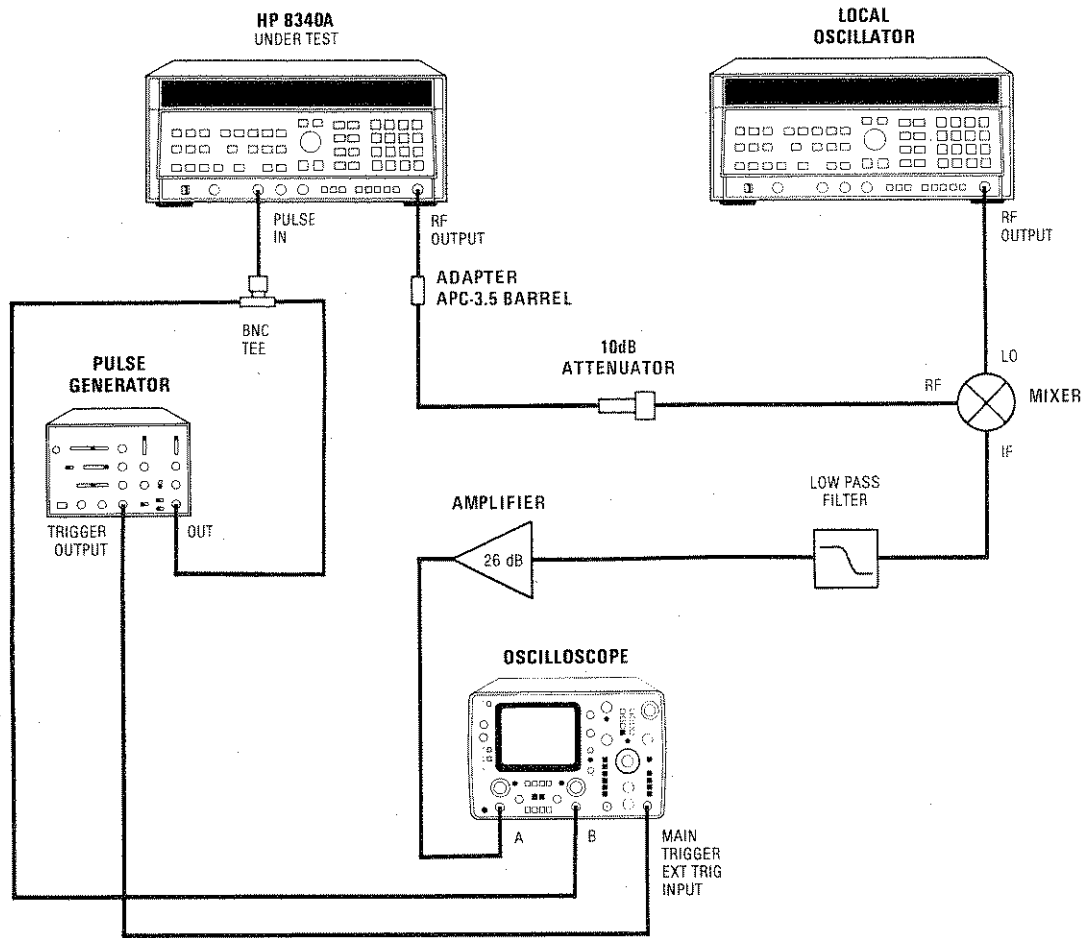 HP 8340A
UNDER TEST
LOCAL
OSCILLATOR
PULSE
IN
RF
OUTPUT
RF
OUTPUT
ADAPTER
APC-3.5 BARREL
BNC
TEE
10dB
ATTENUATOR
LO
RF
MIXER
IF
PULSE
GENERATOR
TRIGGER
OUTPUT
OUT
AMPLIFIER
26 dB
LOW PASS
FILTER
OSCILLOSCOPE
A
B
MAIN
TRIGGER
EXT TRIG
INPUT